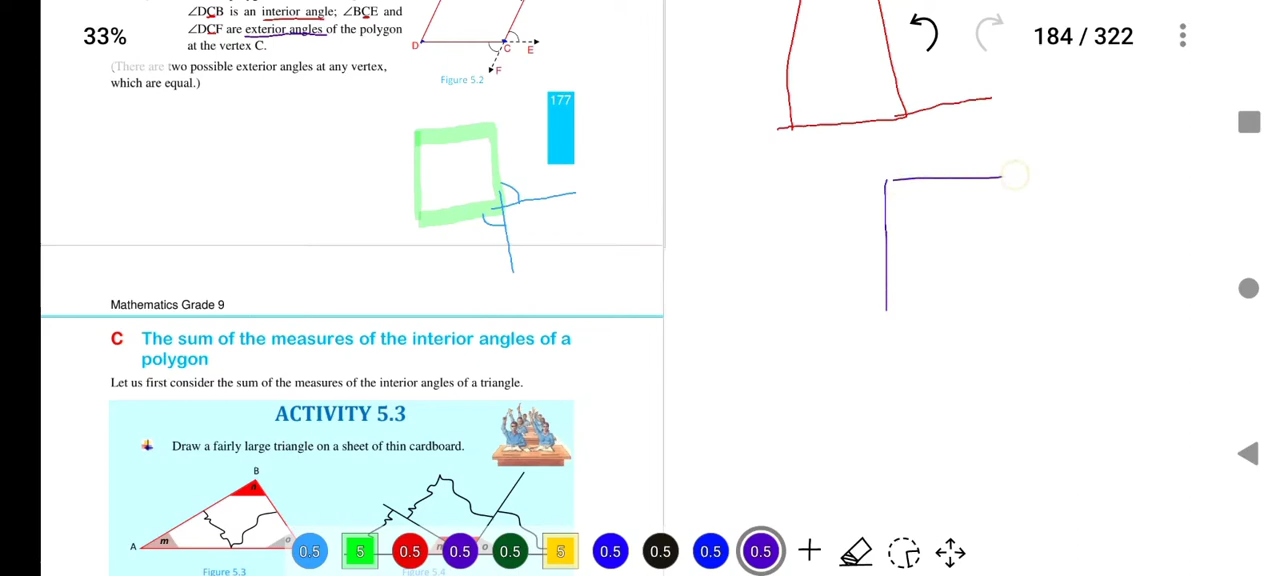 ∠DCB is an interior angle; ∠BCE and
∠DCF are exterior angles of the polygon
at the vertex C.
(There are two possible exterior angles at any vertex,
which are equal.)
D
C
E
F
Figure 5.2
177
33%
184 / 322
Mathematics Grade 9
C The sum of the measures of the interior angles of a
polygon
Let us first consider the sum of the measures of the interior angles of a triangle.
ACTIVITY 5.3
Draw a fairly large triangle on a sheet of thin cardboard.
B
n
A
m
o
n
o
0.5
5
0.5
0.5
0.5
5
0.5
0.5
0.5
0.5
Figure 5.3
Figure 5.4